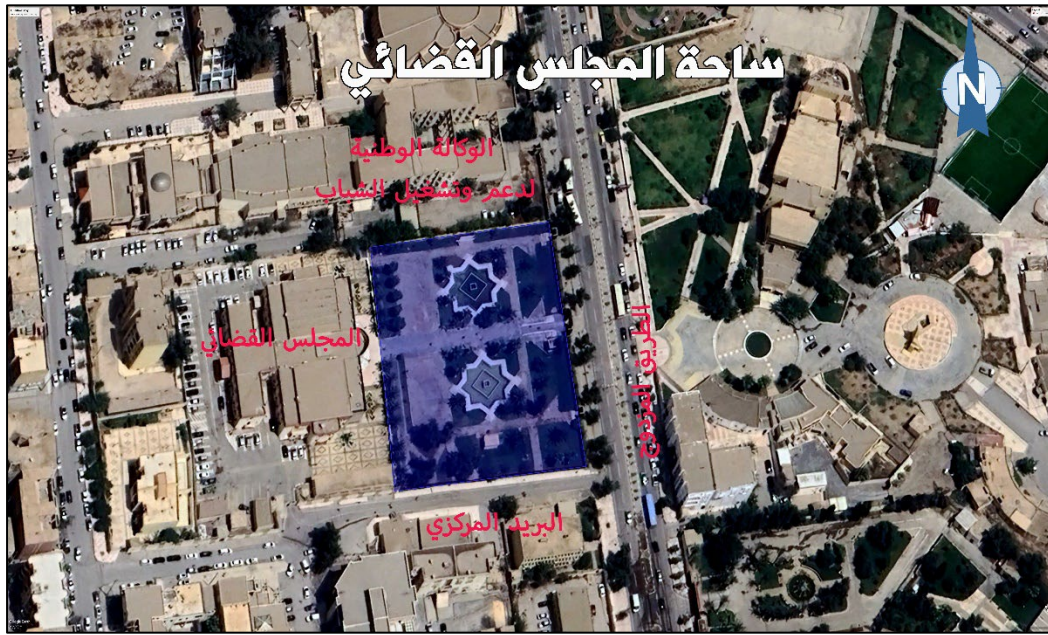 ساحة المجلس القضائي
N
الوكالة الوطنية
لدعم وتشغيل الشباب
المجلس القضائي
الطريق المزدوج
البريد المركزي